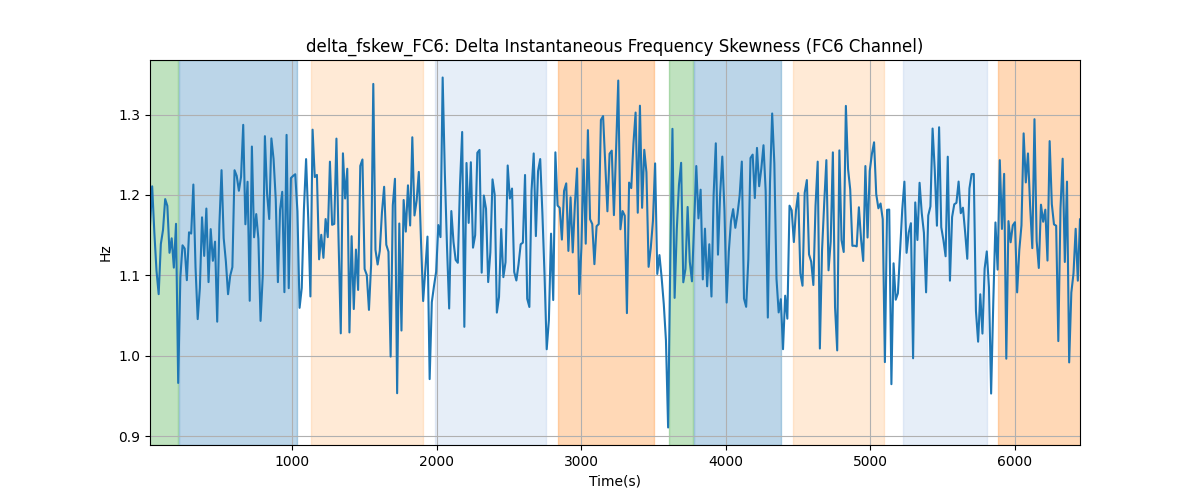 delta_fskew_FC6: Delta Instantaneous Frequency Skewness (FC6 Channel)
1.3
1.2
1.1
1.0
0.9
Hz
1000 2000 3000 4000 5000 6000
Time(s)